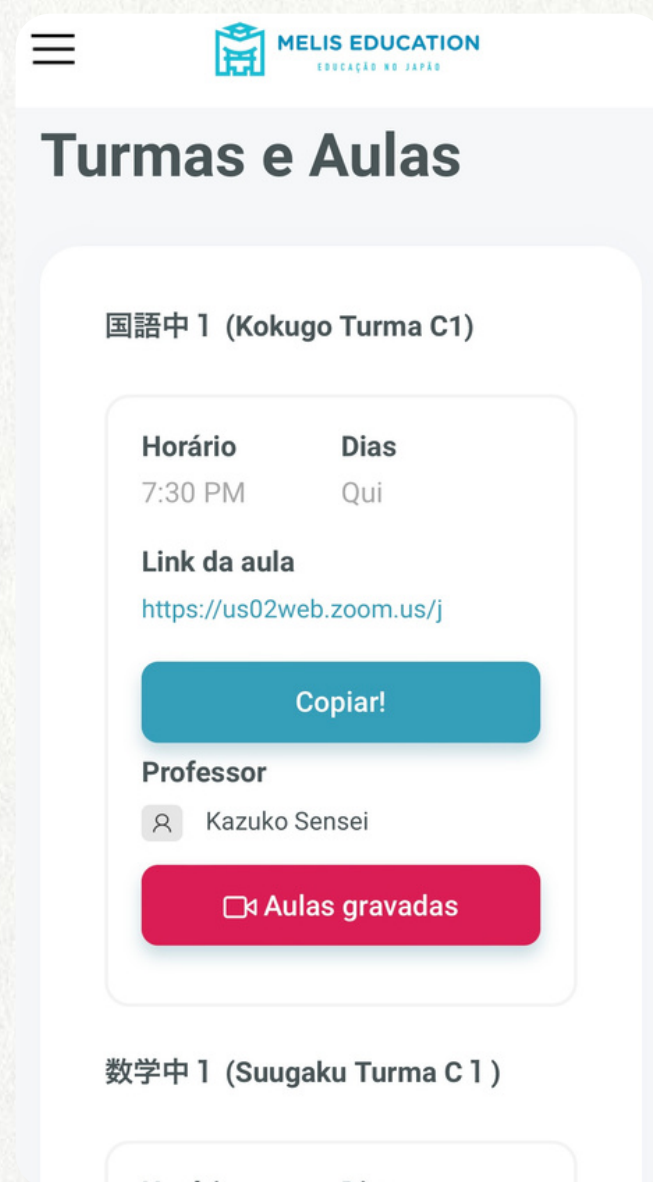 MELIS EDUCATION
EDUCAÇÃO NO JAPÃO
Turmas e Aulas
国語中１ (Kokugo Turma C1)
Horário Dias
7:30 PM Qui
Link da aula
https://us02web.zoom.us/j
Copiar!
Professor
Kazuko Sensei
Aulas gravadas
数学中１ (Suugaku Turma C１)